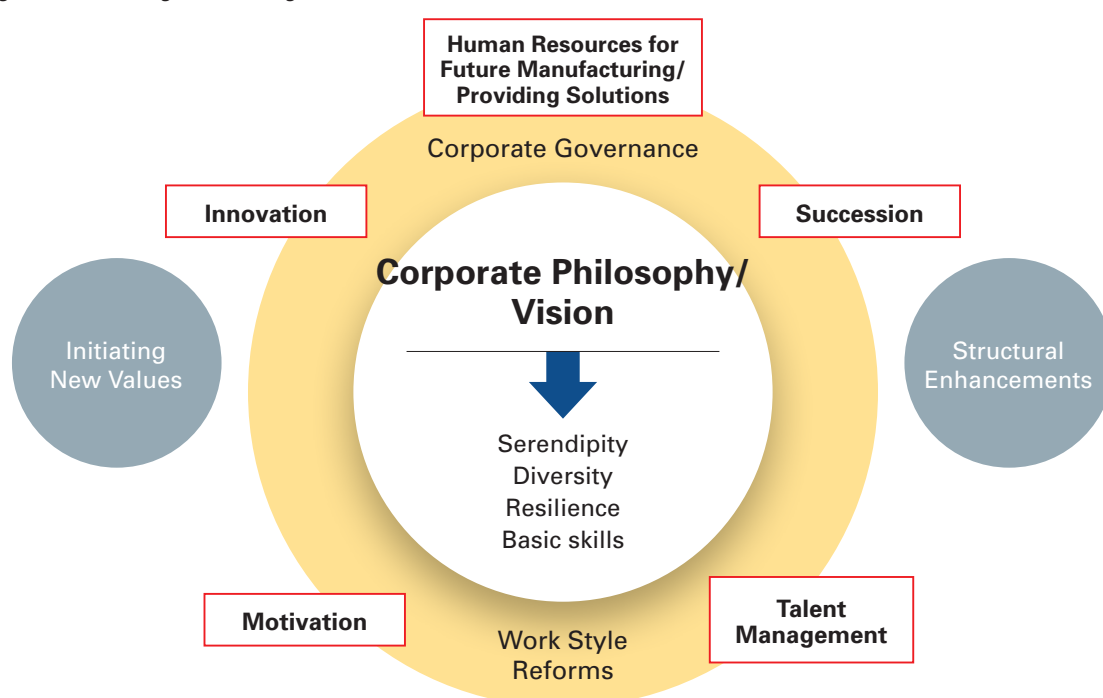 Human Resources for
Future Manufacturing/
Providing Solutions
Corporate Governance
Innovation
Succession
Corporate Philosophy/
Vision
Initiating
New Values
Structural
Enhancements
Serendipity
Diversity
Resilience
Basic skills
Motivation
Talent
Management
Work Style
Reforms